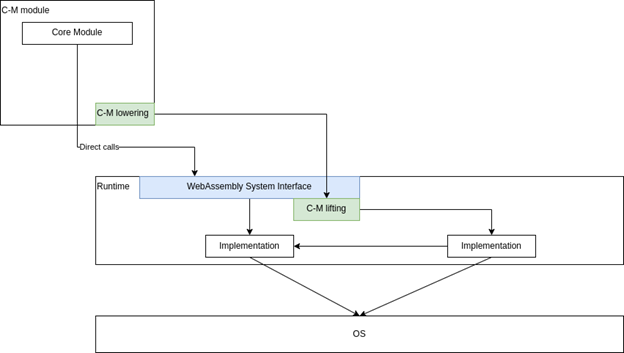 C-M module
Core Module
C-M lowering
Direct calls
Runtime
WebAssembly System Interface
C-M lifting
Implementation
Implementation
OS